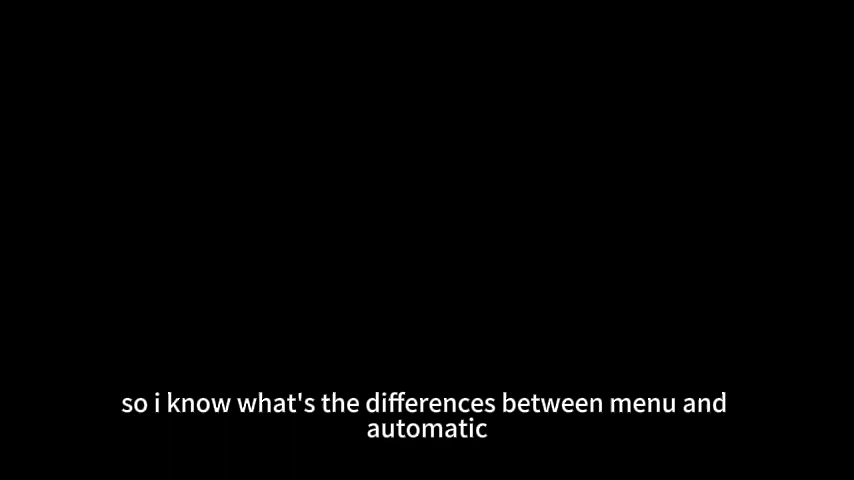 so i know what's the differences between menu and
automatic